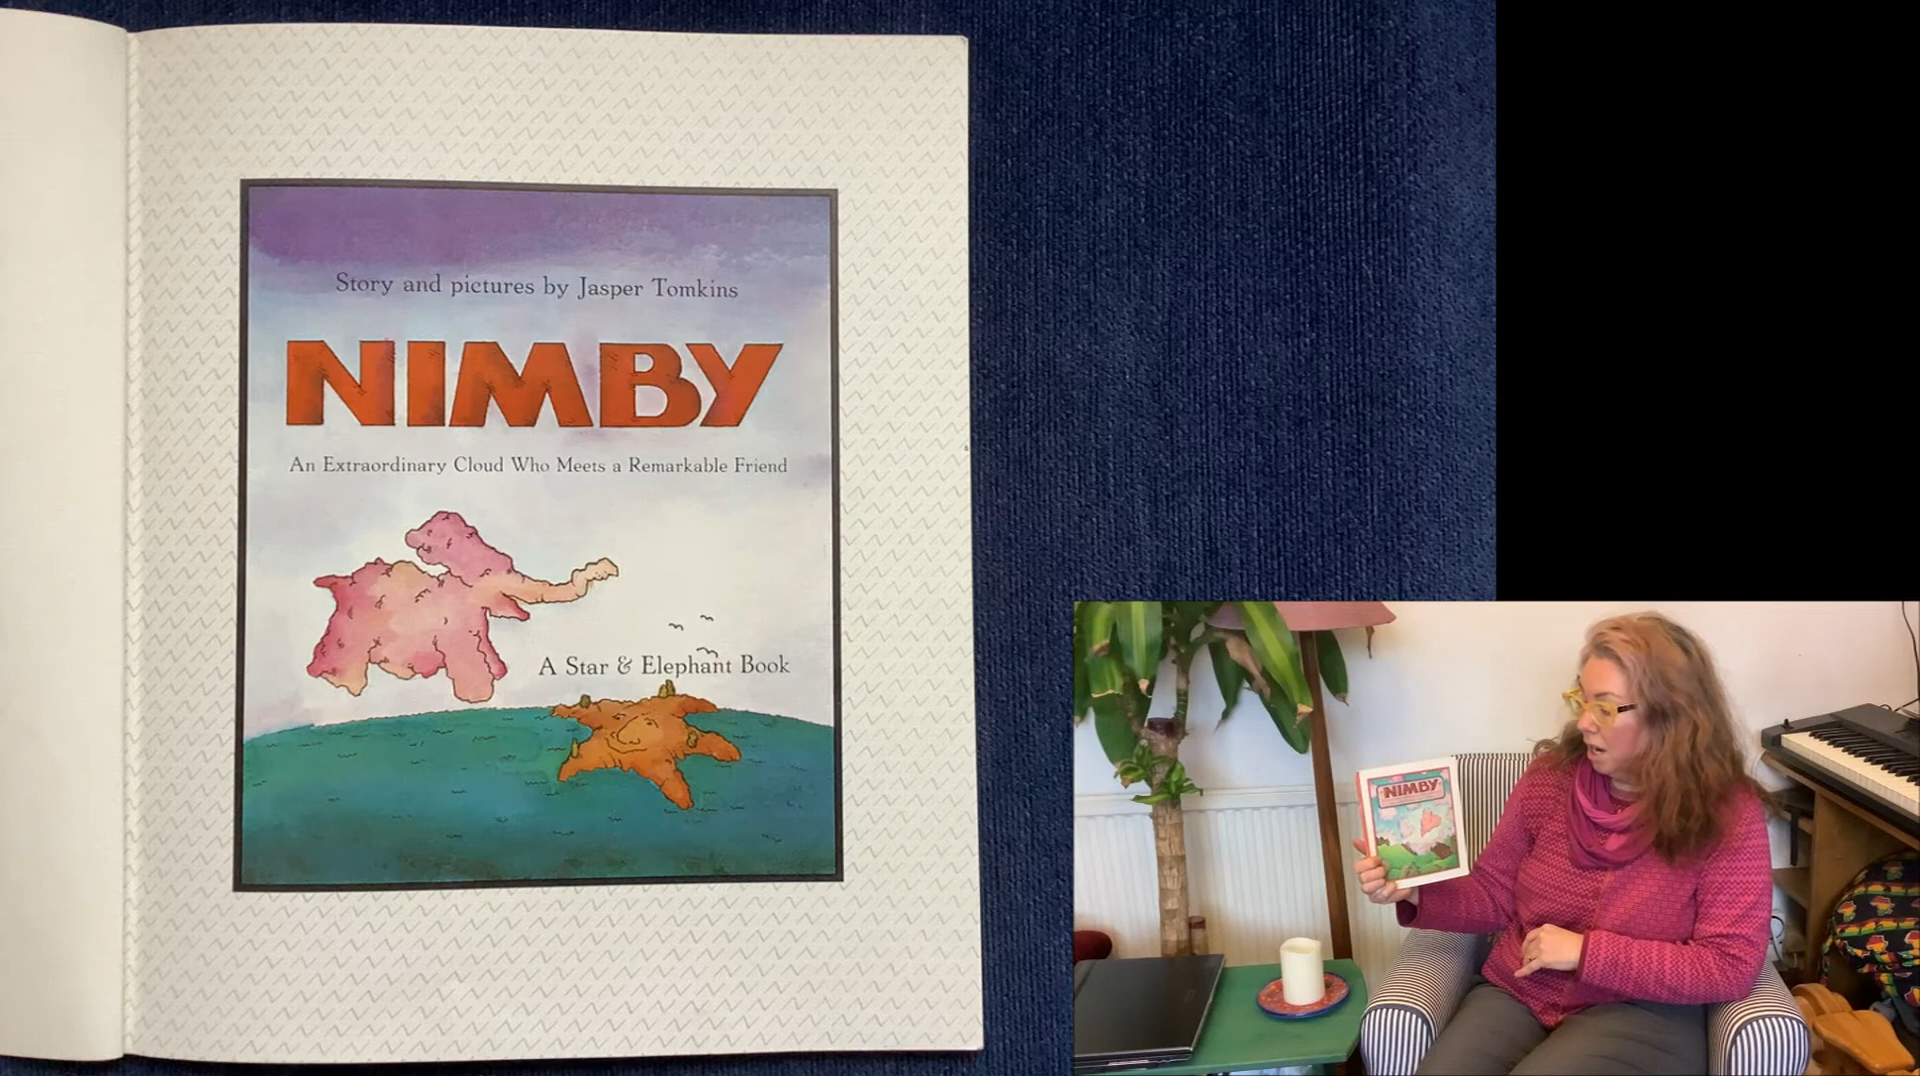 Story and pictures by Jasper Tomkins
NIMBY
An Extraordinary Cloud Who Meets a Remarkable Friend
A Star & Elephant Book
NIMBY